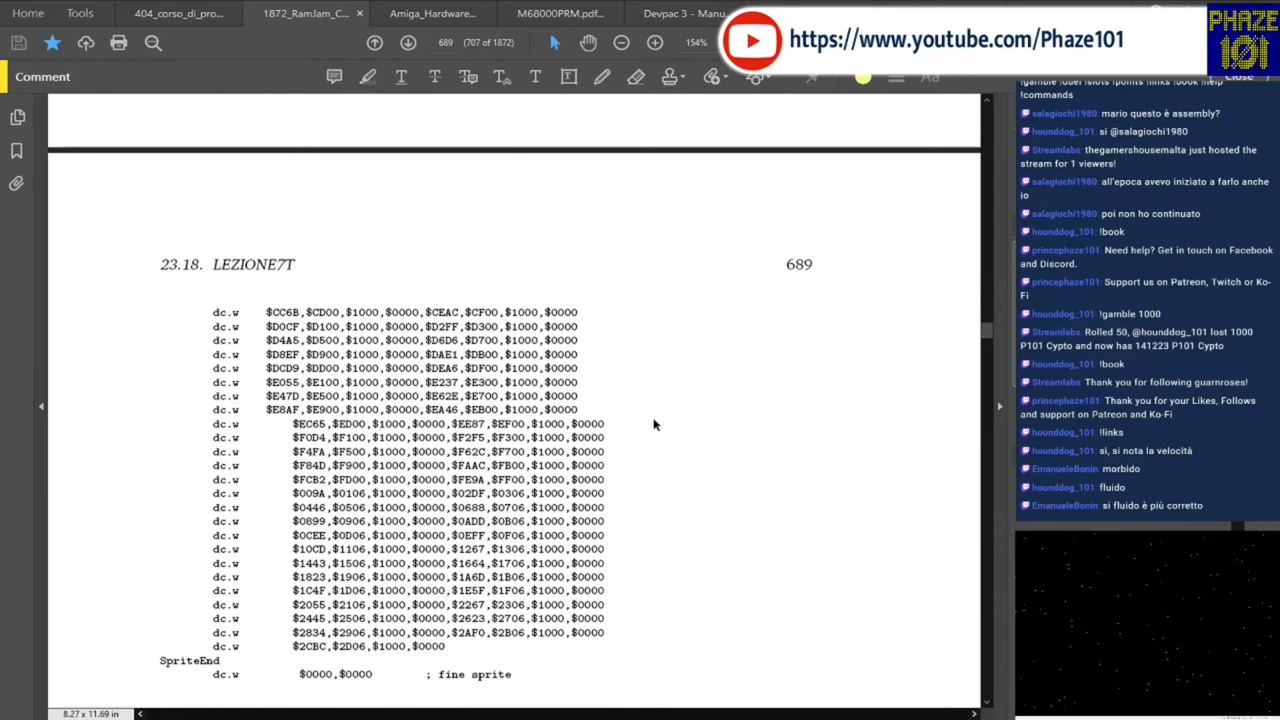 Home
Tools
404_corso_di_pro...
1872_RamJam_C...
×
Amiga_Hardware...
M68000PRM.pdf...
Devpac 3 - Manu...
https://www.youtube.com/Phaze101
PHAZE
101
689
(707 of 1872)
154%
Comment
Close
23.18. LEZIONE7T
689
dc.w $CC6B,$CD00,$1000,$0000,$CEAC,$CF00,$1000,$0000
dc.w $D0CF,$D100,$1000,$0000,$D2FF,$D300,$1000,$0000
dc.w $D4A5,$D500,$1000,$0000,$D6D6,$D700,$1000,$0000
dc.w $D8EF,$D900,$1000,$0000,$DAE1,$DB00,$1000,$0000
dc.w $DCD9,$DD00,$1000,$0000,$DEA6,$DF00,$1000,$0000
dc.w $E055,$E100,$1000,$0000,$E237,$E300,$1000,$0000
dc.w $E47D,$E500,$1000,$0000,$E62E,$E700,$1000,$0000
dc.w $E8AF,$E900,$1000,$0000,$EA46,$EB00,$1000,$0000
dc.w $EC65,$ED00,$1000,$0000,$EE87,$EF00,$1000,$0000
dc.w $F0D4,$F100,$1000,$0000,$F2F5,$F300,$1000,$0000
dc.w $F4FA,$F500,$1000,$0000,$F62C,$F700,$1000,$0000
dc.w $F84D,$F900,$1000,$0000,$FAAC,$FB00,$1000,$0000
dc.w $FCB2,$FD00,$1000,$0000,$FE9A,$FF00,$1000,$0000
dc.w $009A,$0106,$1000,$0000,$02DF,$0306,$1000,$0000
dc.w $0446,$0506,$1000,$0000,$0688,$0706,$1000,$0000
dc.w $0899,$0906,$1000,$0000,$0ADD,$0B06,$1000,$0000
dc.w $0CEE,$0D06,$1000,$0000,$0EFF,$0F06,$1000,$0000
dc.w $10CD,$1106,$1000,$0000,$1267,$1306,$1000,$0000
dc.w $1443,$1506,$1000,$0000,$1664,$1706,$1000,$0000
dc.w $1823,$1906,$1000,$0000,$1A6D,$1B06,$1000,$0000
dc.w $1C4F,$1D06,$1000,$0000,$1E5F,$1F06,$1000,$0000
dc.w $2055,$2106,$1000,$0000,$2267,$2306,$1000,$0000
dc.w $2445,$2506,$1000,$0000,$2623,$2706,$1000,$0000
dc.w $2834,$2906,$1000,$0000,$2AF0,$2B06,$1000,$0000
dc.w $2CBC,$2D06,$1000,$0000
SpriteEnd
dc.w $0000,$0000 ; fine sprite
8.27 x 11.69 in
!gamble !duel !slots !points !links !book !help
!commands
salagiochi1980: mario questo è assembly?
hounddog_101: si @salagiochi1980
Streamlabs: thegamershousemalta just hosted the
stream for 1 viewers!
salagiochi1980: all'epoca avevo iniziato a farlo anche
io
salagiochi1980: poi non ho continuato
hounddog_101: !book
princephaze101: Need help? Get in touch on Facebook
and Discord.
princephaze101: Support us on Patreon, Twitch or Ko-
Fi
hounddog_101: !gamble 1000
Streamlabs: Rolled 50, @hounddog_101 lost 1000
P101 Cypto and now has 141223 P101 Cypto
hounddog_101: !book
Streamlabs: Thank you for following guarnroses!
princephaze101: Thank you for your Likes, Follows
and support on Patreon and Ko-Fi
hounddog_101: !links
hounddog_101: si, si nota la velocità
EmanueleBonin: morbido
hounddog_101: fluido
EmanueleBonin: si fluido è più corretto